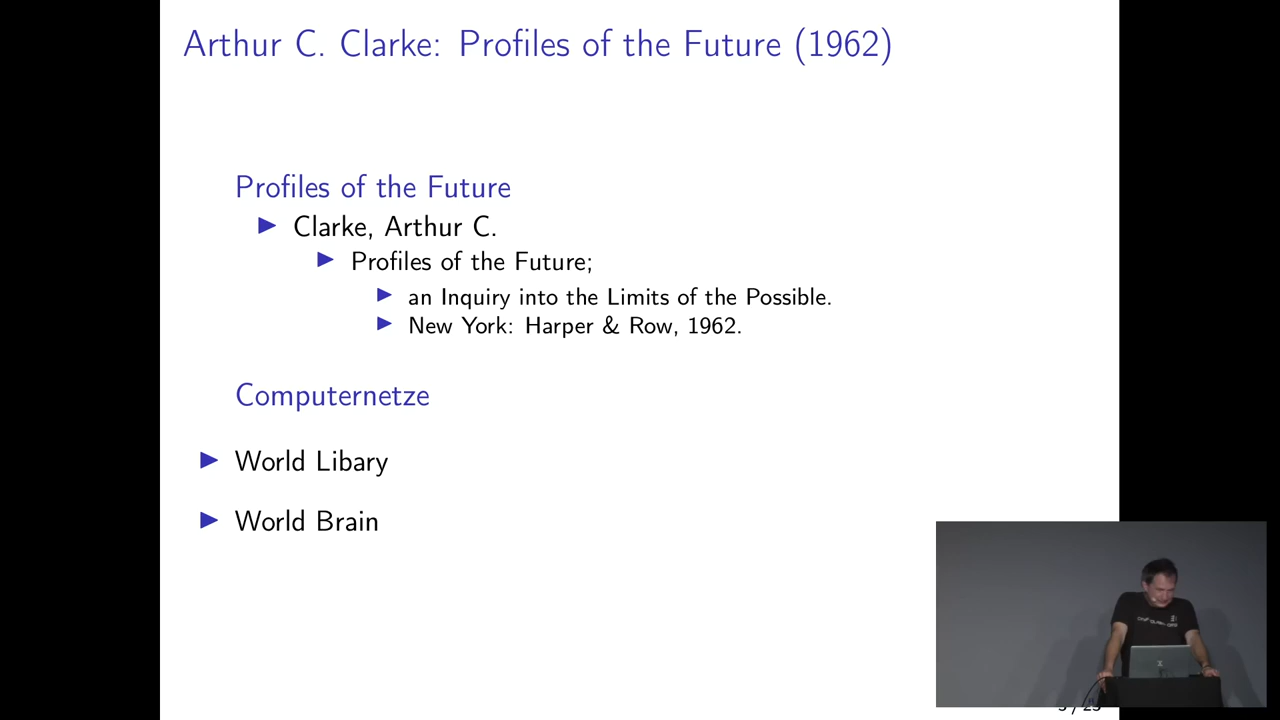 Arthur C. Clarke: Profiles of the Future (1962)
Profiles of the Future
▶ Clarke, Arthur C.
▶ Profiles of the Future;
▶ an Inquiry into the Limits of the Possible.
▶ New York: Harper & Row, 1962.
Computernetze
▶ World Libary
▶ World Brain